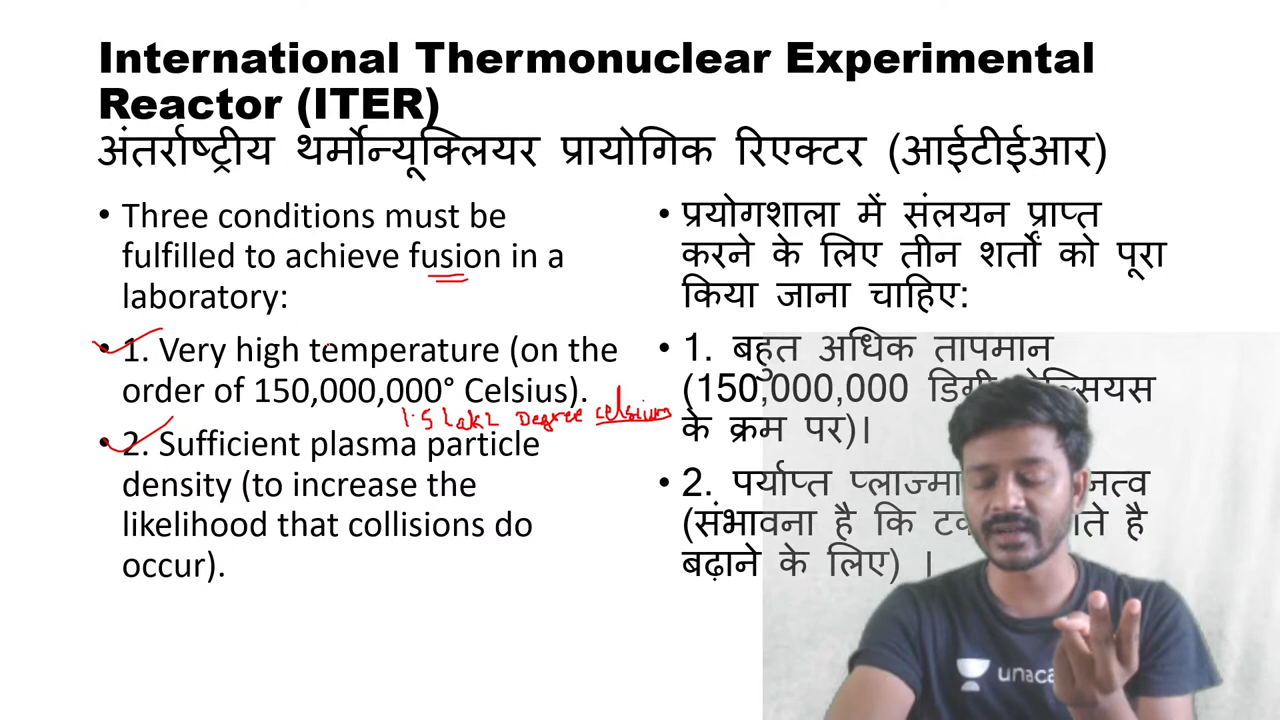 International Thermonuclear Experimental
Reactor (ITER)
अंतर्राष्ट्रीय थर्मोन्यूक्लियर प्रायोगिक रिएक्टर (आईटीईआर)
• Three conditions must be
fulfilled to achieve fusion in a
laboratory:
• 1. Very high temperature (on the
order of 150,000,000° Celsius).
1.5 Lakh Degree celsium
• 2. Sufficient plasma particle
density (to increase the
likelihood that collisions do
occur).
• प्रयोगशाला में संलयन प्राप्त
करने के लिए तीन शर्तों को पूरा
किया जाना चाहिए:
• 1. बहुत अधिक तापमान
(150,000,000 डिग्री सेल्सियस
के क्रम पर)।
• 2. पर्याप्त प्लाज्मा
(संभावना है कि है
बढ़ाने के लिए) ।
unaca